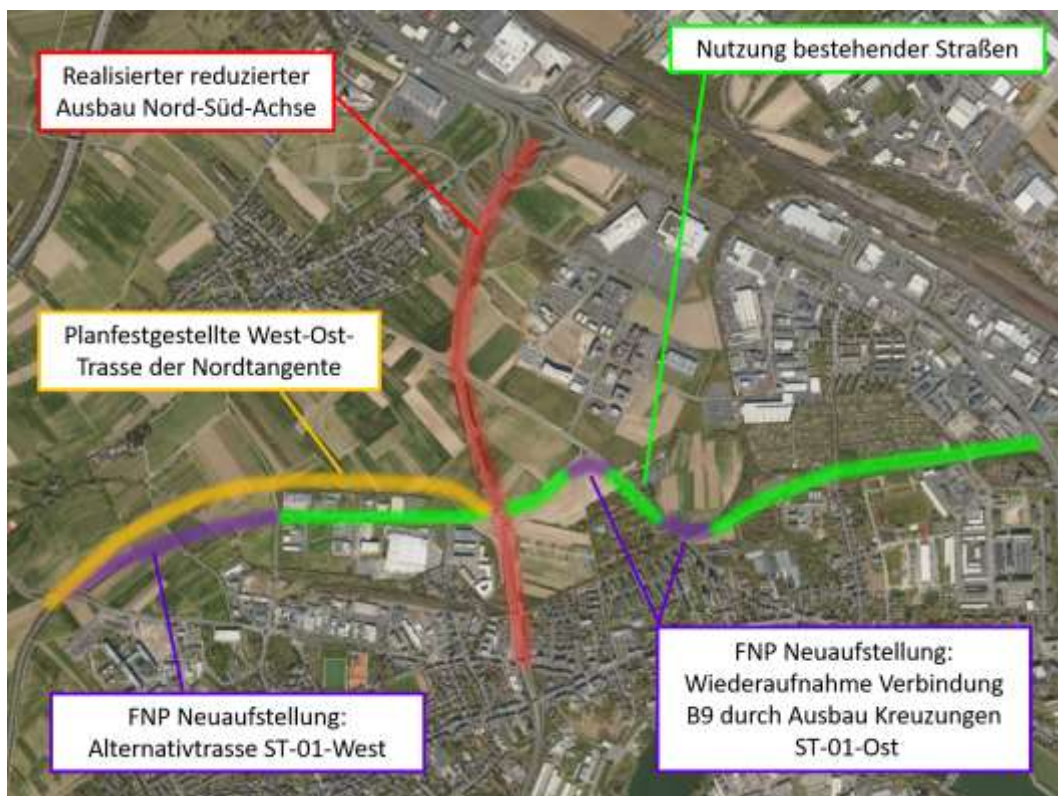 Nutzung bestehender Straßen
Realisierter reduzierter
Ausbau Nord-Süd-Achse
Planfestgestellte West-Ost-
Trasse der Nordtangente
FNP Neuaufstellung:
Alternativtrasse ST-01-West
FNP Neuaufstellung:
Wiederaufnahme Verbindung
B9 durch Ausbau Kreuzungen
ST-01-Ost